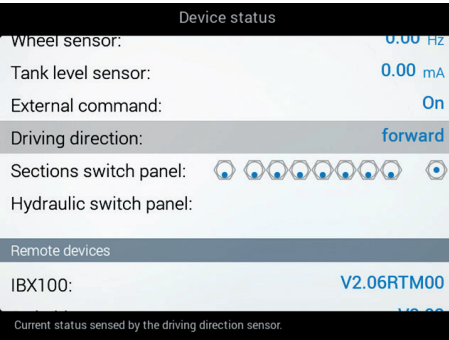 Device status
Wheel sensor: 0.00 Hz
Tank level sensor: 0.00 mA
External command: On
Driving direction: forward
Sections switch panel:
Hydraulic switch panel:
Remote devices
IBX100: V2.06RTM00
Current status sensed by the driving direction sensor.